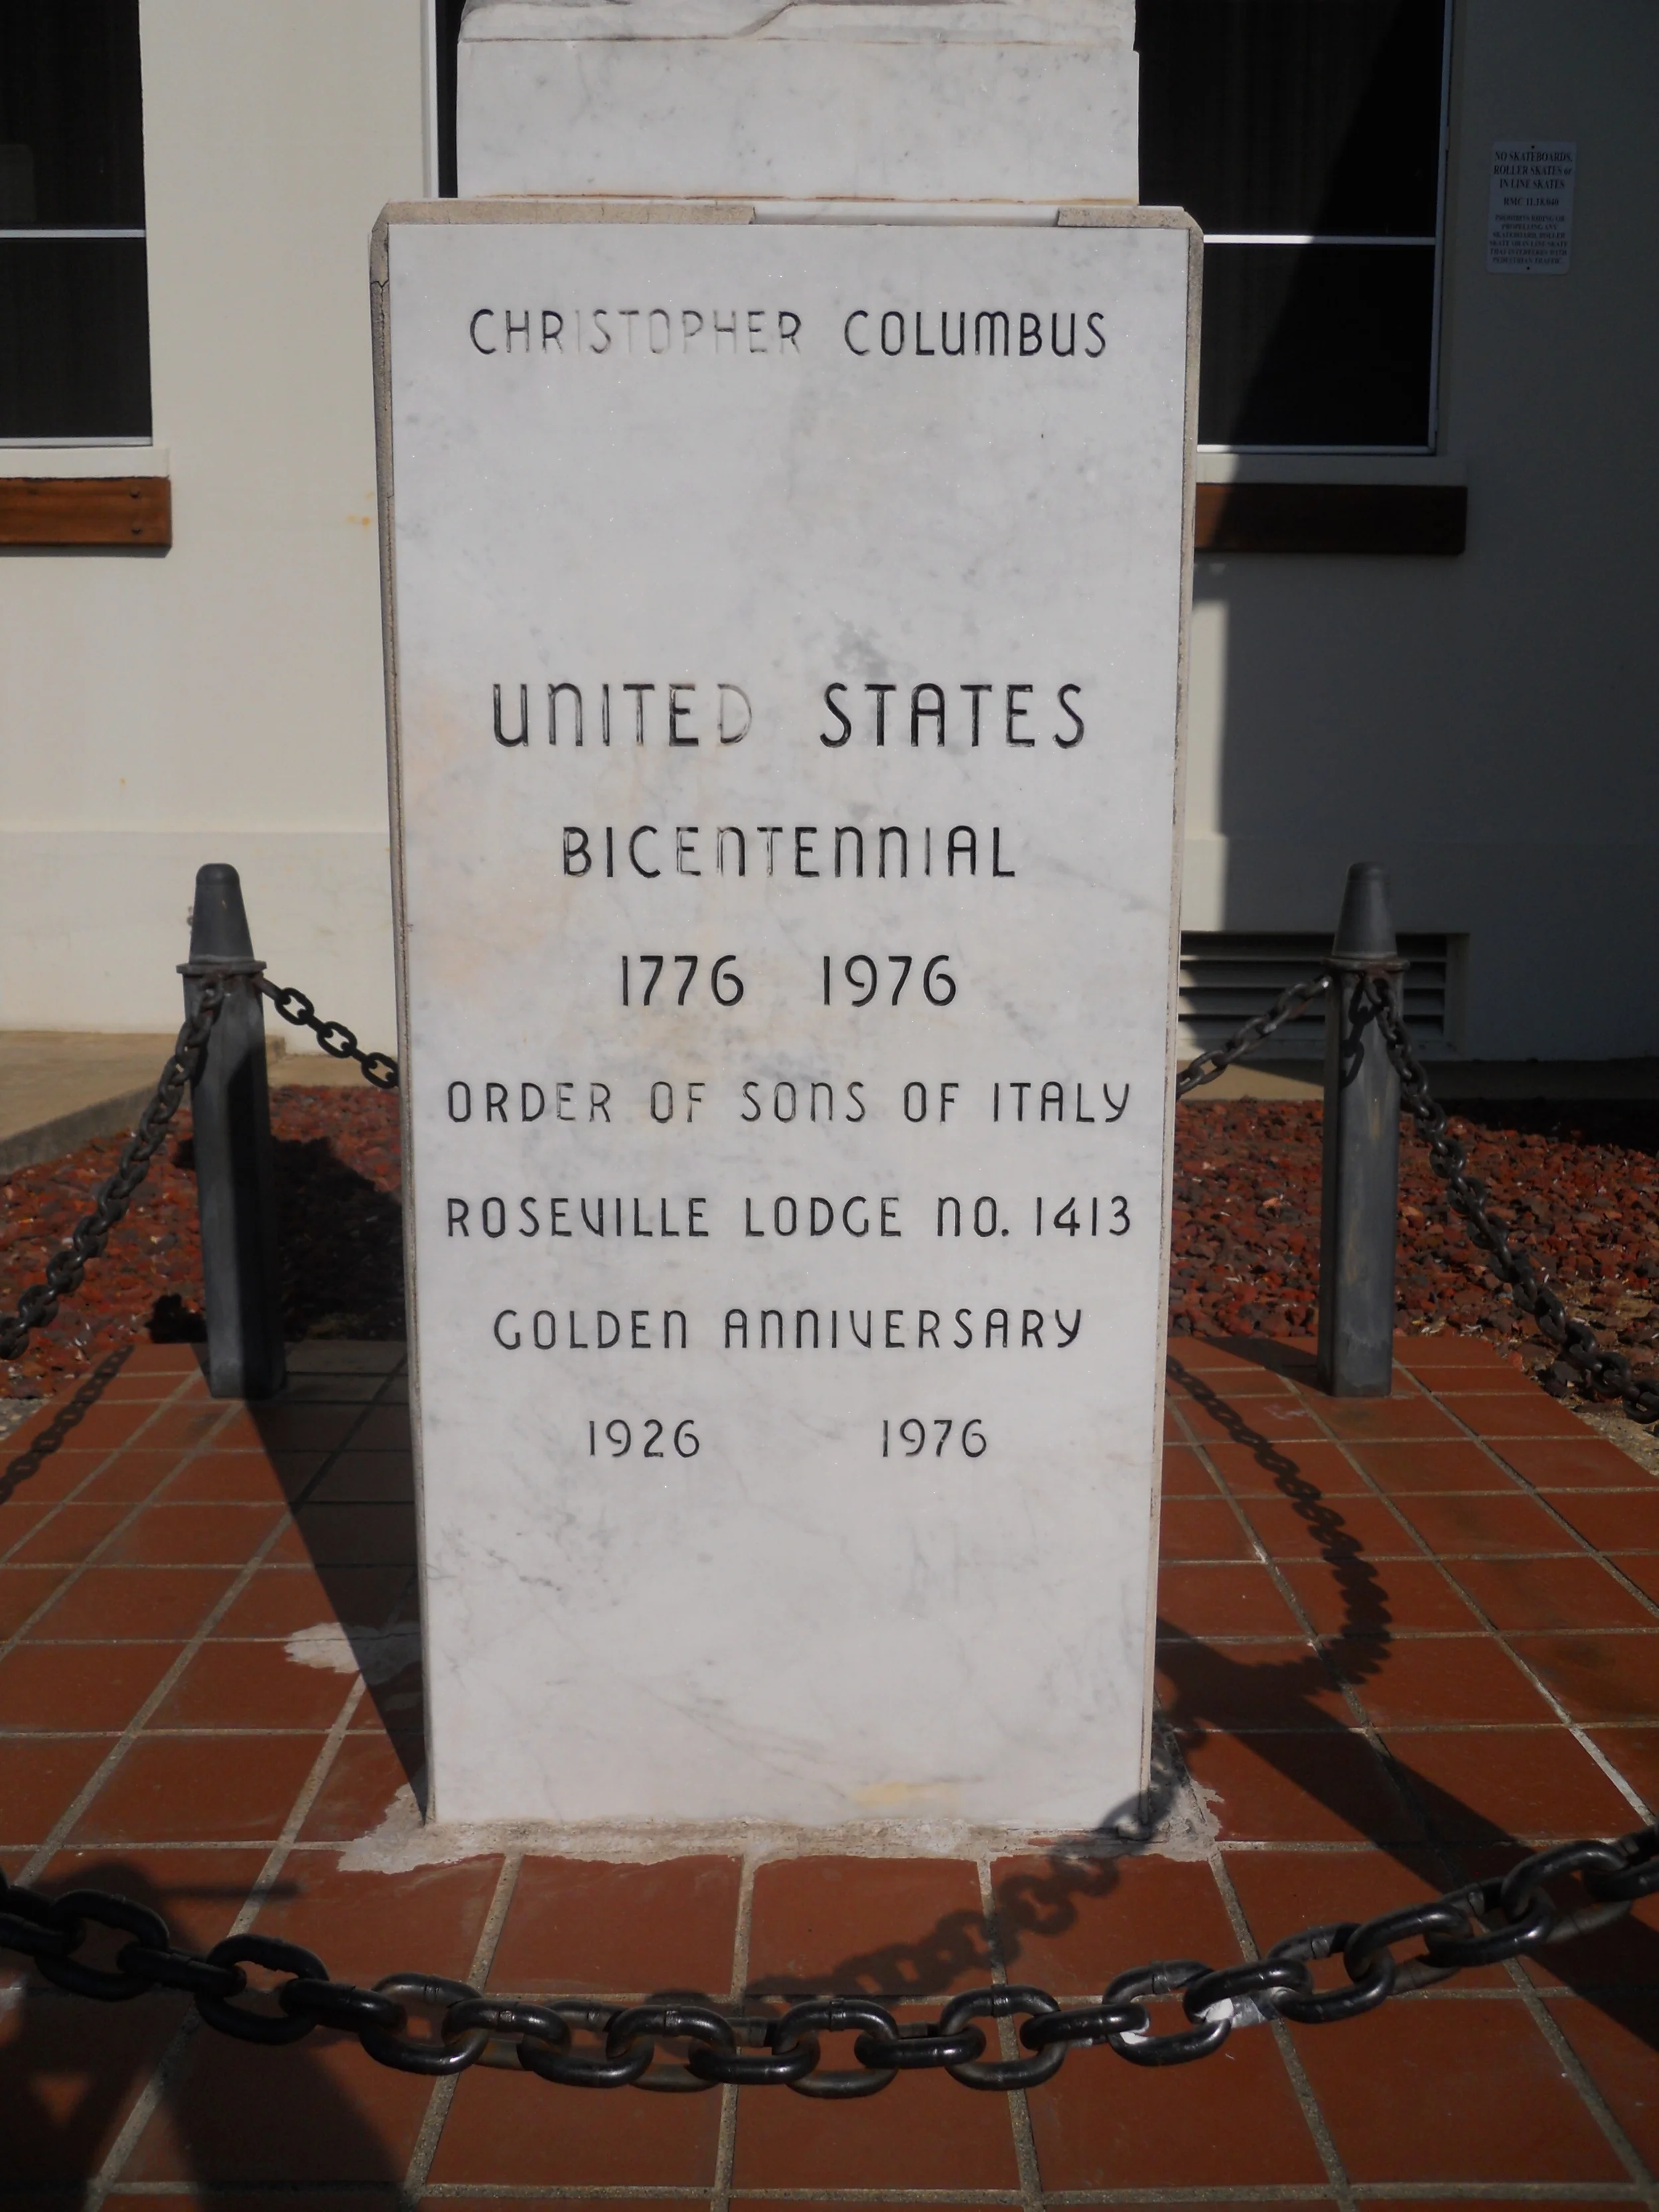 CHRISTOPHER COLUMBUS
UNITED STATES
BICENTENNIAL
1776 1976
ORDER OF SONS OF ITALY
ROSEVILLE LODGE NO. 1413
GOLDEN ANNIVERSARY
1926 1976
NO SKATEBOARDS,
ROLLER SKATES or
IN LINE SKATES